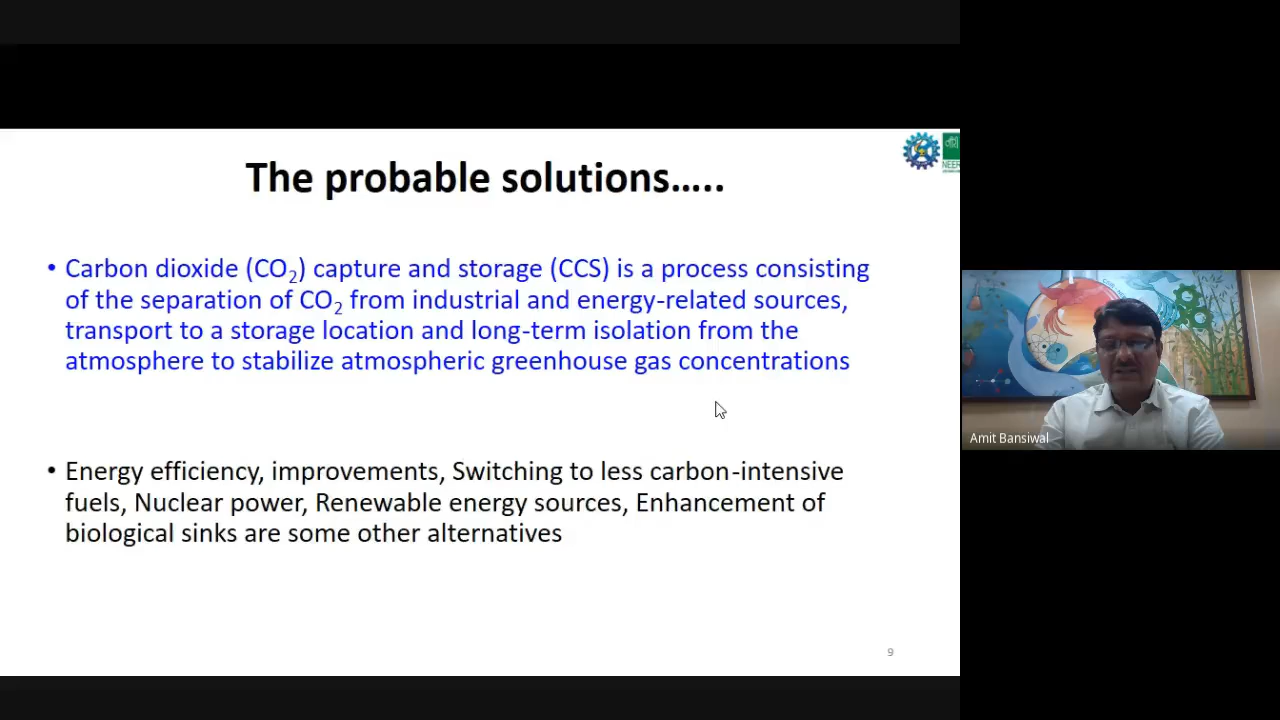 The probable solutions…..
• Carbon dioxide (CO₂) capture and storage (CCS) is a process consisting
of the separation of CO₂ from industrial and energy-related sources,
transport to a storage location and long-term isolation from the
atmosphere to stabilize atmospheric greenhouse gas concentrations
• Energy efficiency, improvements, Switching to less carbon-intensive
fuels, Nuclear power, Renewable energy sources, Enhancement of
biological sinks are some other alternatives
9
Amit Bansiwal